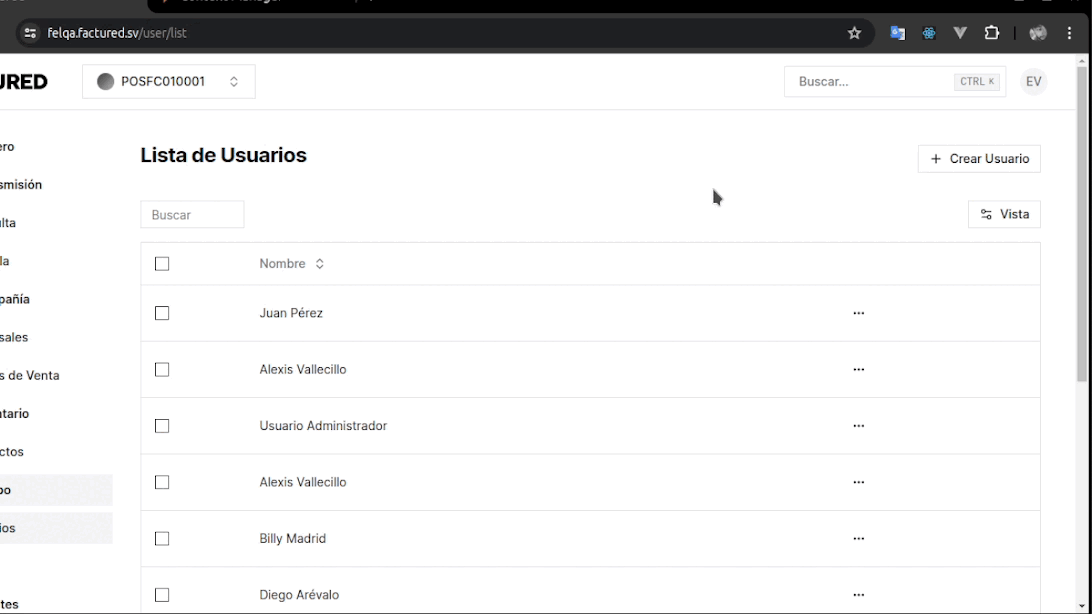 felqa.factured.sv/user/list
URED
POSFC010001
Buscar...
CTRL K
EV
ero
smisión
ulta
la
pañía
sales
s de Venta
ntario
ctos
po
ios
tes
Lista de Usuarios
+ Crear Usuario
Buscar
Vista
Nombre
Juan Pérez
...
Alexis Vallecillo
...
Usuario Administrador
...
Alexis Vallecillo
...
Billy Madrid
...
Diego Arévalo
...